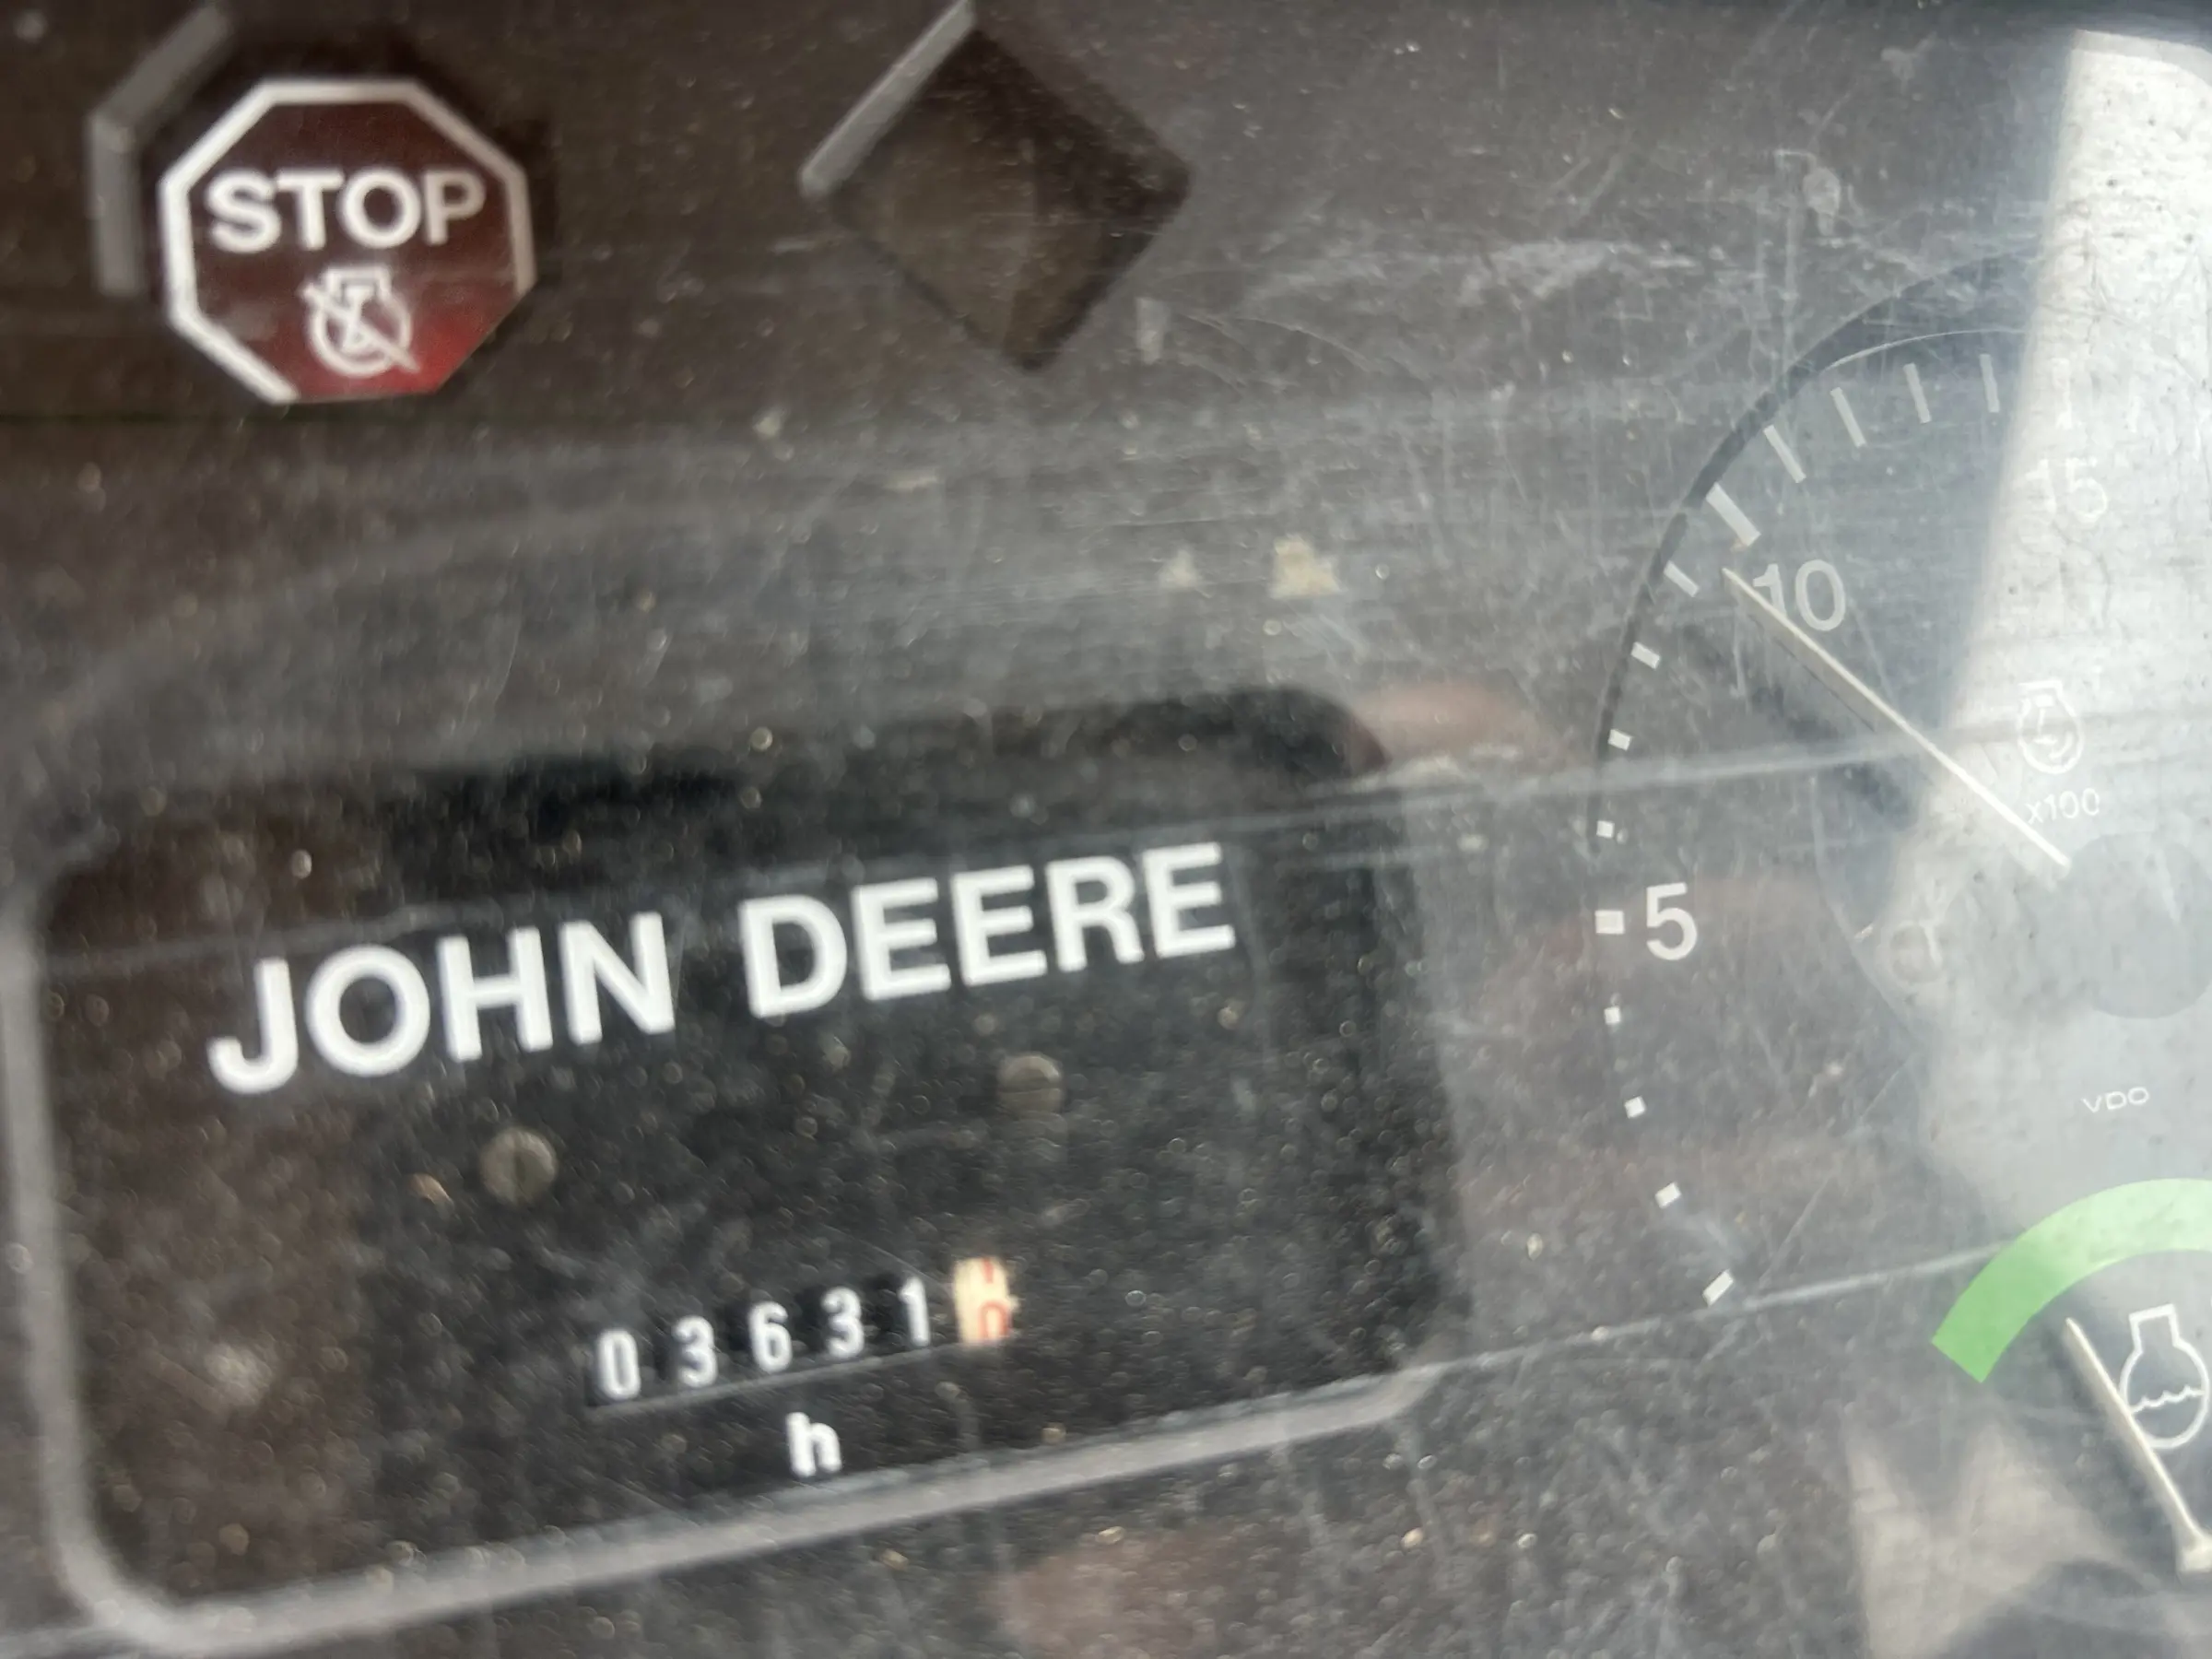 STOP
15
10
x100
5
JOHN DEERE
VDO
03631
h